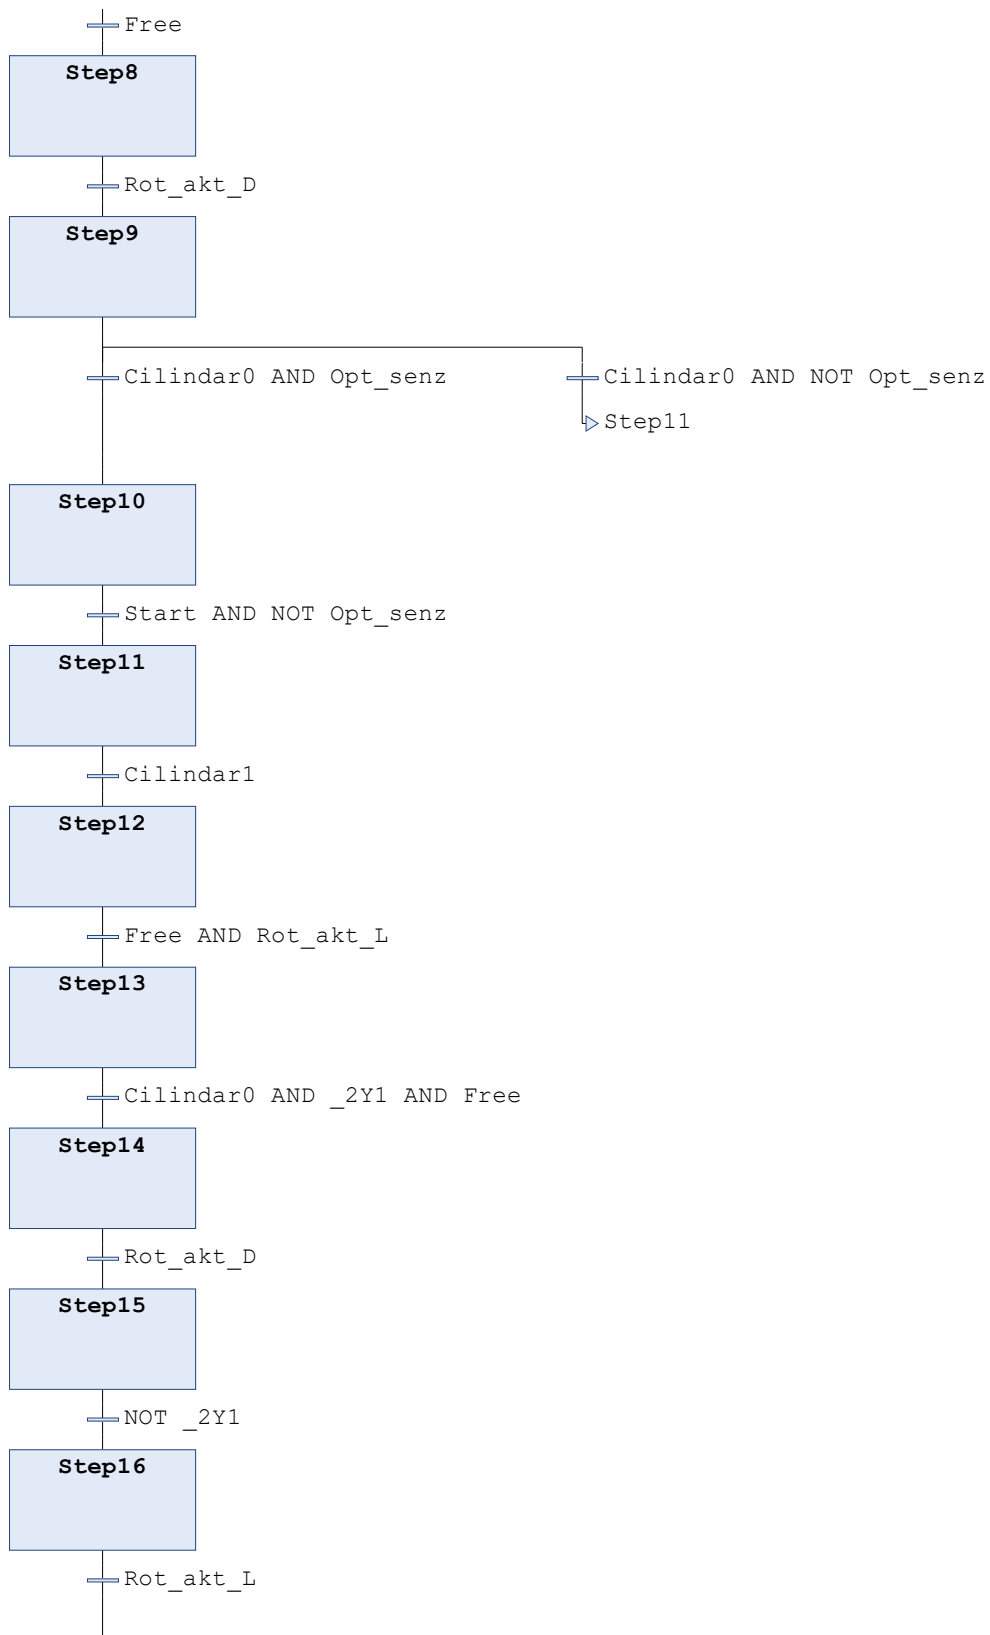 Free
Step8
Rot_akt_D
Step9
Cilindar0 AND Opt_senz
Cilindar0 AND NOT Opt_senz
Step11
Step10
Start AND NOT Opt_senz
Step11
Cilindar1
Step12
Free AND Rot_akt_L
Step13
Cilindar0 AND _2Y1 AND Free
Step14
Rot_akt_D
Step15
NOT _2Y1
Step16
Rot_akt_L